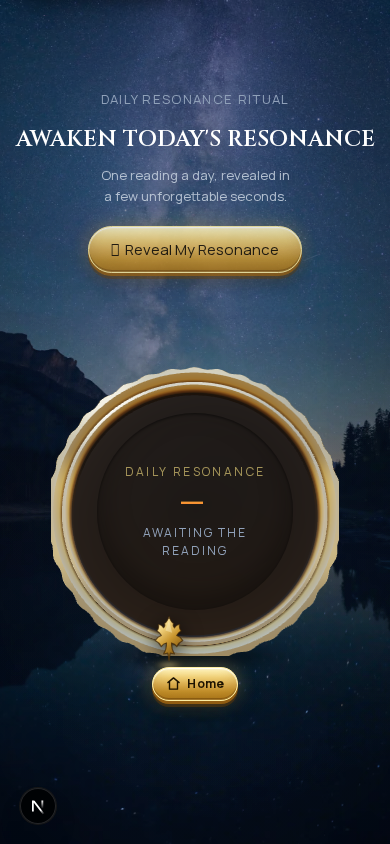 DAILY RESONANCE RITUAL
AWAKEN TODAY'S RESONANCE
One reading a day, revealed in
a few unforgettable seconds.
Reveal My Resonance
DAILY RESONANCE
AWAITING THE
READING
Home
N